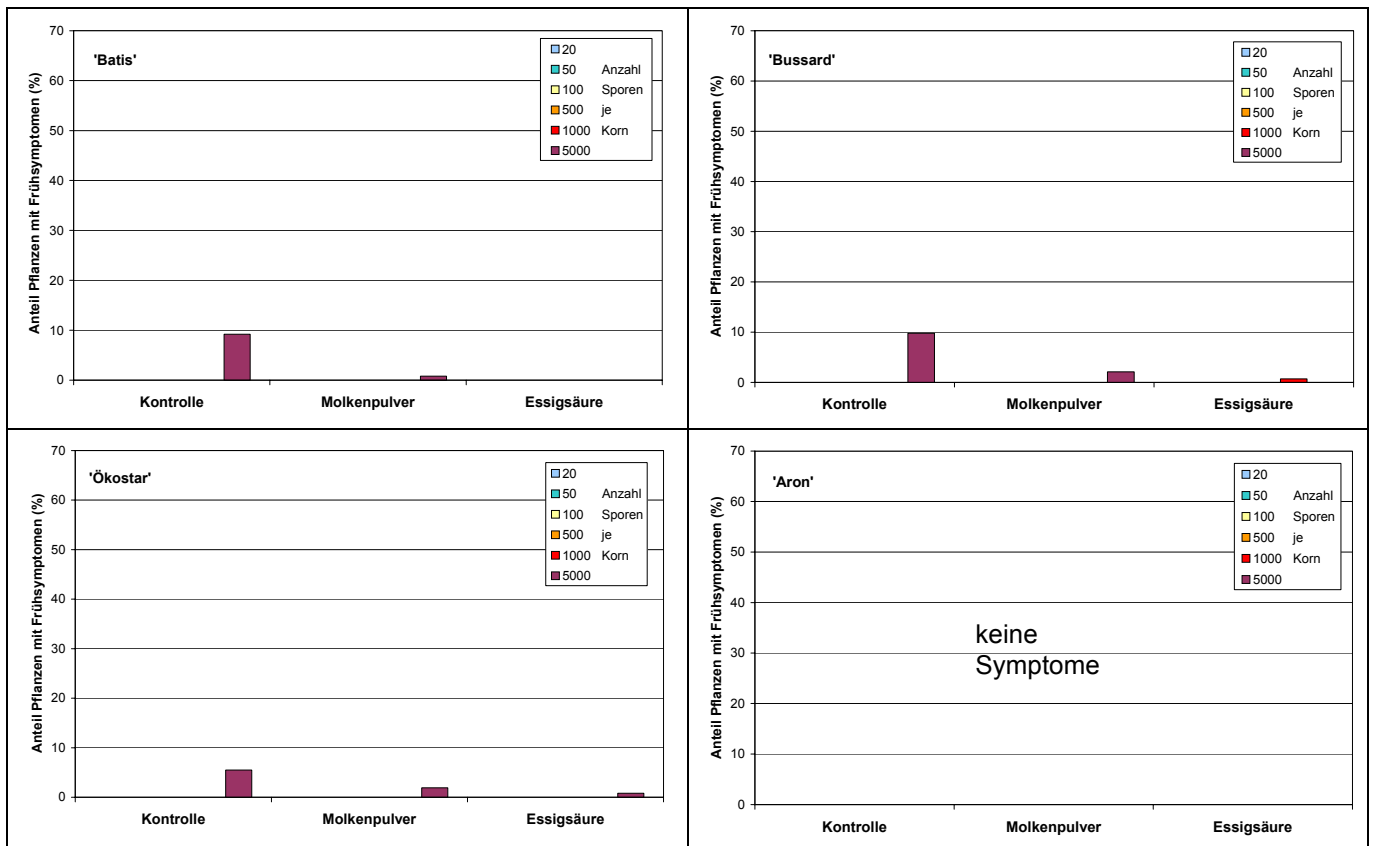 'Batis'
Anteil Pflanzen mit Frühsymptomen (%)
70
60
50
40
30
20
10
0
20
50 Anzahl
100 Sporen
500 je
1000 Korn
5000
Kontrolle Molkenpulver Essigsäure
'Bussard'
Anteil Pflanzen mit Frühsymptomen (%)
70
60
50
40
30
20
10
0
20
50 Anzahl
100 Sporen
500 je
1000 Korn
5000
Kontrolle Molkenpulver Essigsäure
'Ökostar'
Anteil Pflanzen mit Frühsymptomen (%)
70
60
50
40
30
20
10
0
20
50 Anzahl
100 Sporen
500 je
1000 Korn
5000
Kontrolle Molkenpulver Essigsäure
'Aron'
Anteil Pflanzen mit Frühsymptomen (%)
70
60
50
40
30
20
10
0
20
50 Anzahl
100 Sporen
500 je
1000 Korn
5000
keine
Symptome
Kontrolle Molkenpulver Essigsäure